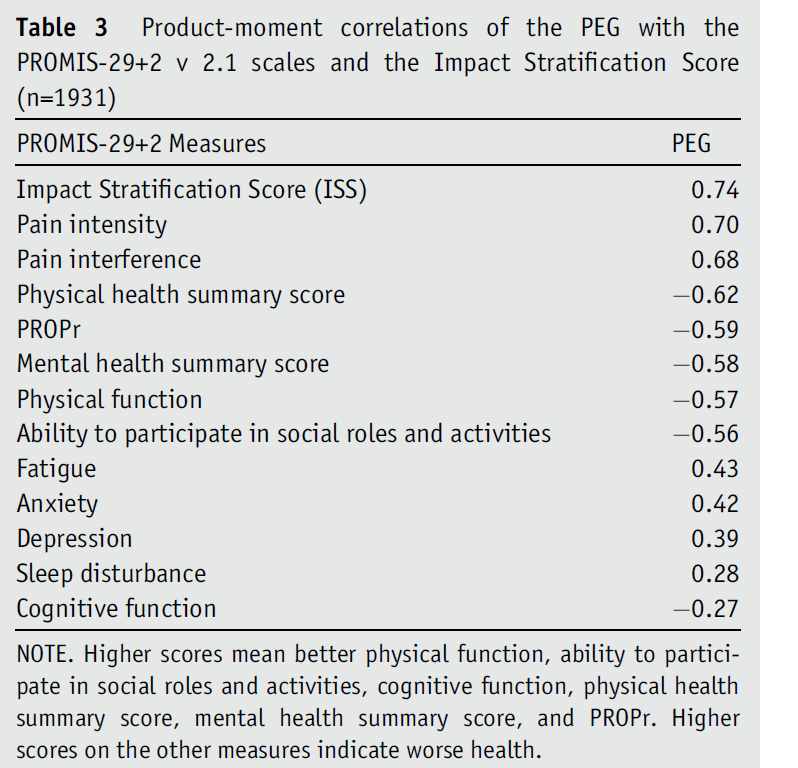 Table 3 Product-moment correlations of the PEG with the
PROMIS-29+2 v 2.1 scales and the Impact Stratification Score
(n=1931)
PROMIS-29+2 Measures PEG
Impact Stratification Score (ISS) 0.74
Pain intensity 0.70
Pain interference 0.68
Physical health summary score −0.62
PROPr −0.59
Mental health summary score −0.58
Physical function −0.57
Ability to participate in social roles and activities −0.56
Fatigue 0.43
Anxiety 0.42
Depression 0.39
Sleep disturbance 0.28
Cognitive function −0.27
NOTE. Higher scores mean better physical function, ability to partici-
pate in social roles and activities, cognitive function, physical health
summary score, mental health summary score, and PROPr. Higher
scores on the other measures indicate worse health.